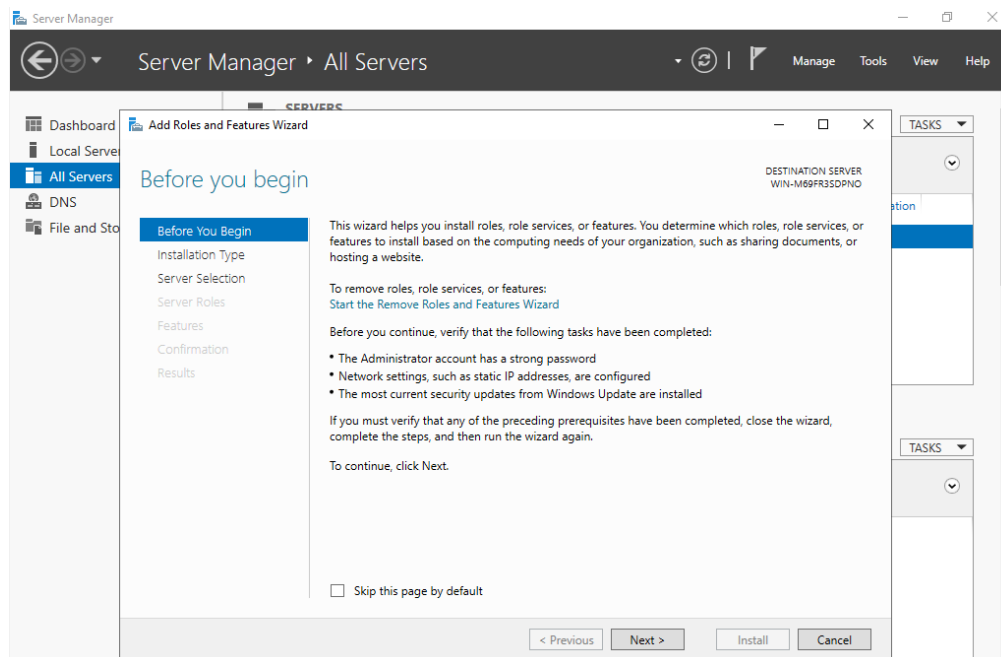 Server Manager
Server Manager ‣ All Servers
Manage Tools View Help
SERVERS
Dashboard
Local Server
All Servers
DNS
File and Sto
TASKS
ation
TASKS
Add Roles and Features Wizard
Before you begin
DESTINATION SERVER
WIN-M69FR3SDPNO
Before You Begin
Installation Type
Server Selection
Server Roles
Features
Confirmation
Results
This wizard helps you install roles, role services, or features. You determine which roles, role services, or
features to install based on the computing needs of your organization, such as sharing documents, or
hosting a website.
To remove roles, role services, or features:
Start the Remove Roles and Features Wizard
Before you continue, verify that the following tasks have been completed:
• The Administrator account has a strong password
• Network settings, such as static IP addresses, are configured
• The most current security updates from Windows Update are installed
If you must verify that any of the preceding prerequisites have been completed, close the wizard,
complete the steps, and then run the wizard again.
To continue, click Next.
Skip this page by default
< Previous Next > Install Cancel